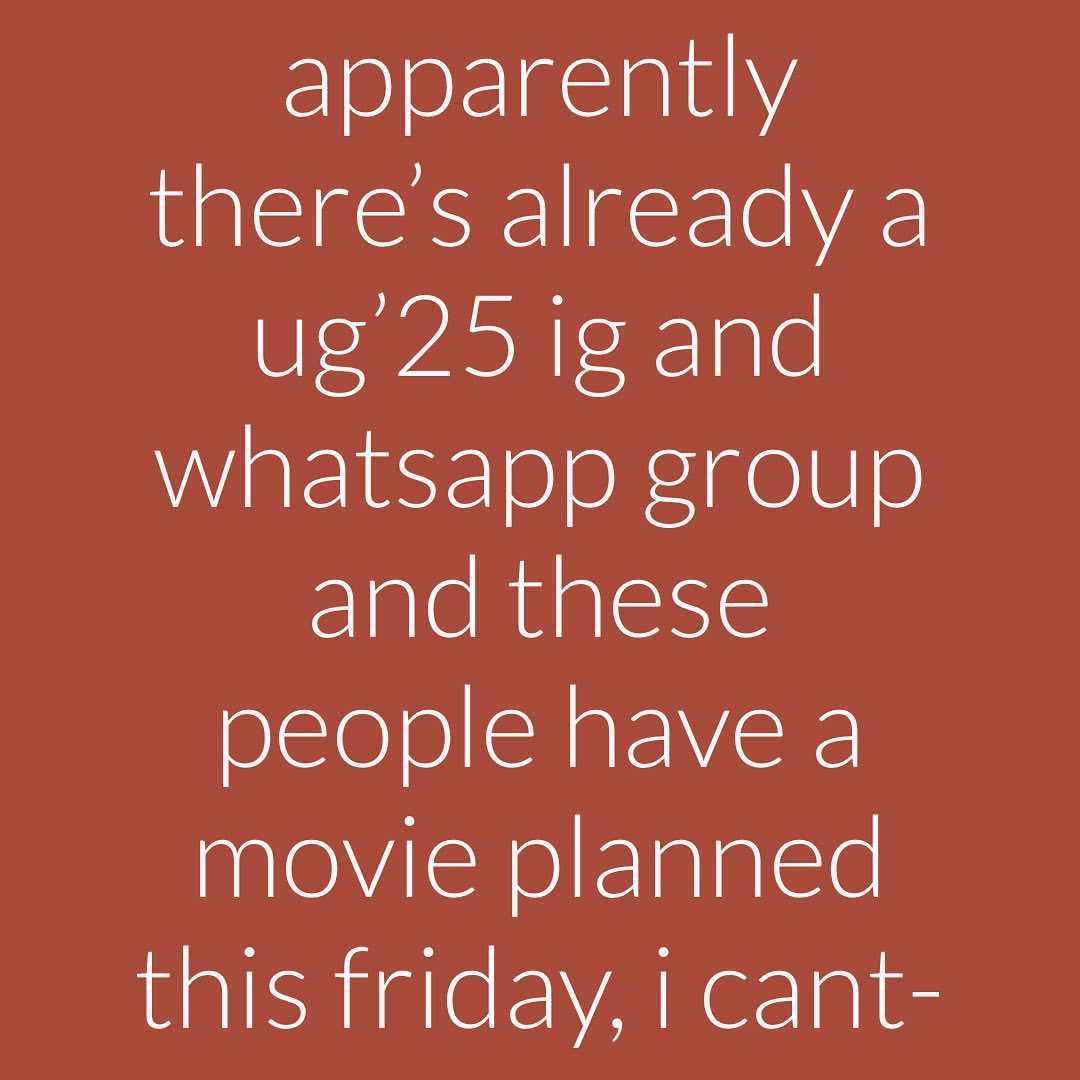 apparently
there’s already a
ug’25 ig and
whatsapp group
and these
people have a
movie planned
this friday, i cant-